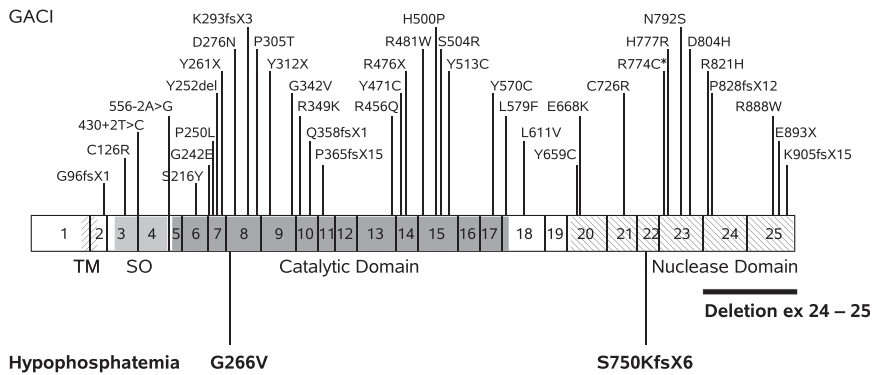 GACI
K293fsX3 H500P N792S
D276N P305T R481W S504R H777R D804H
Y261X Y312X R476X Y513C R774C* R821H
Y252del G342V Y471C Y570C C726R P828fsX12
556-2A>G R349K R456Q L579F E668K R888W
430+2T>C P250L Q358fsX1 L611V E893X
C126R G242E P365fsX15 Y659C K905fsX15
G96fsX1 S216Y
1 2 3 4 5 6 7 8 9 10 11 12 13 14 15 16 17 18 19 20 21 22 23 24 25
TM SO Catalytic Domain Nuclease Domain
Deletion ex 24 – 25
Hypophosphatemia G266V S750KfsX6